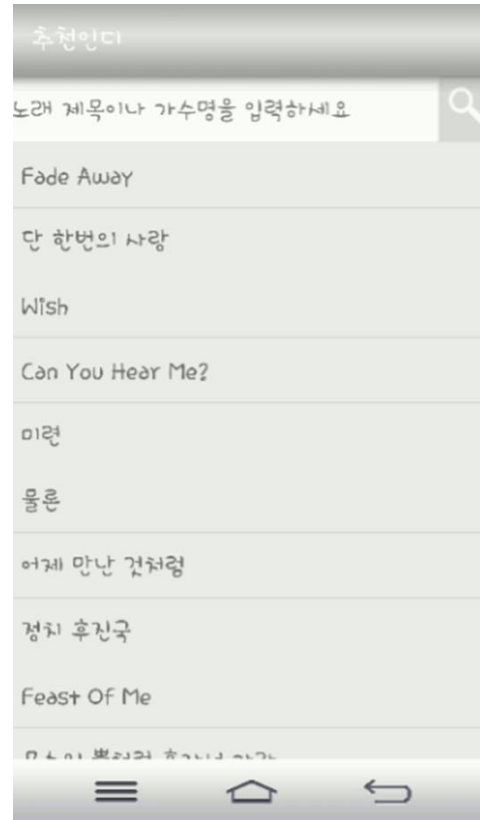 추천인디
노래 제목이나 가수명을 입력하세요
Fade Away
단 한번의 사랑
Wish
Can You Hear Me?
미련
물론
어제 만난 것처럼
정치 후진국
Feast Of Me